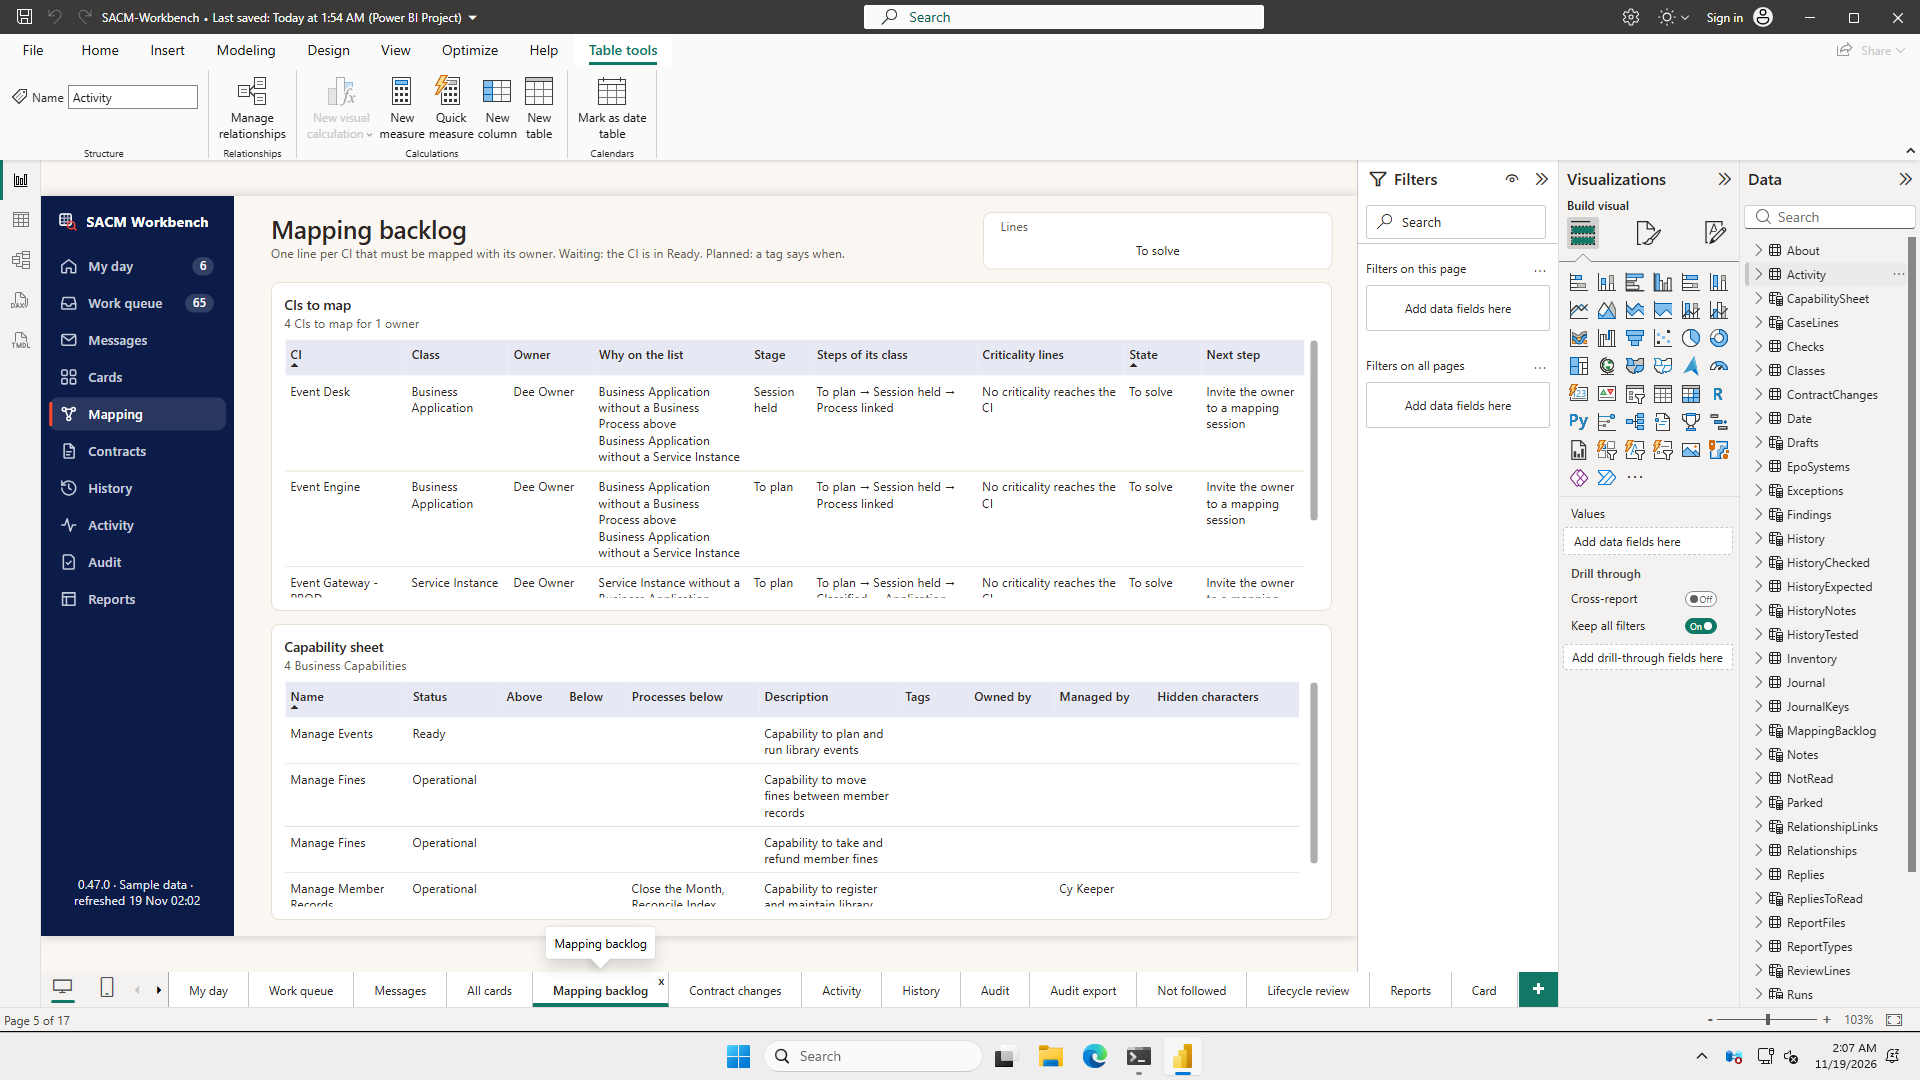 SACM-Workbench • Last saved: Today at 1:54 AM (Power BI Project)
Search
Sign in
File
Home
Insert
Modeling
Design
View
Optimize
Help
Table tools
Share
Name
Activity
Structure
Manage relationships
Relationships
New visual calculation
New measure
Quick measure
New column
New table
Calculations
Mark as date table
Calendars
SACM Workbench
My day 6
Work queue 65
Messages
Cards
Mapping
Contracts
History
Activity
Audit
Reports
0.47.0 · Sample data ·
refreshed 19 Nov 02:02
Mapping backlog
One line per CI that must be mapped with its owner. Waiting: the CI is in Ready. Planned: a tag says when.
Lines
To solve
CIs to map
4 CIs to map for 1 owner
CI Class Owner Why on the list Stage Steps of its class Criticality lines State Next step
Event Desk Business Application Dee Owner Business Application without a Business Process above Business Application without a Service Instance Session held To plan → Session held → Process linked No criticality reaches the CI To solve Invite the owner to a mapping session
Event Engine Business Application Dee Owner Business Application without a Business Process above Business Application without a Service Instance To plan To plan → Session held → Process linked No criticality reaches the CI To solve Invite the owner to a mapping session
Event Gateway - PROD Service Instance Dee Owner Service Instance without a Business Application To plan To plan → Session held → Classified → Application No criticality reaches the CI To solve Invite the owner to a mapping
Capability sheet
4 Business Capabilities
Name Status Above Below Processes below Description Tags Owned by Managed by Hidden characters
Manage Events Ready Capability to plan and run library events
Manage Fines Operational Capability to move fines between member records
Manage Fines Operational Capability to take and refund member fines
Manage Member Records Operational Close the Month, Reconcile Index Capability to register and maintain library Cy Keeper
Mapping backlog
My day
Work queue
Messages
All cards
Mapping backlog
x
Contract changes
Activity
History
Audit
Audit export
Not followed
Lifecycle review
Reports
Card
+
Page 5 of 17
- + 103%
Filters
Search
Filters on this page
...
Add data fields here
Filters on all pages
...
Add data fields here
Visualizations
Build visual
123
R
Py
...
Values
Add data fields here
Drill through
Cross-report Off
Keep all filters On
Add drill-through fields here
Data
Search
About
Activity
...
CapabilitySheet
CaseLines
Checks
Classes
ContractChanges
Date
Drafts
EpoSystems
Exceptions
Findings
History
HistoryChecked
HistoryExpected
HistoryNotes
HistoryTested
Inventory
Journal
JournalKeys
MappingBacklog
Notes
NotRead
Parked
RelationshipLinks
Relationships
Replies
RepliesToRead
ReportFiles
ReportTypes
ReviewLines
Runs
DAX
TMDL
Search
2:07 AM
11/19/2026